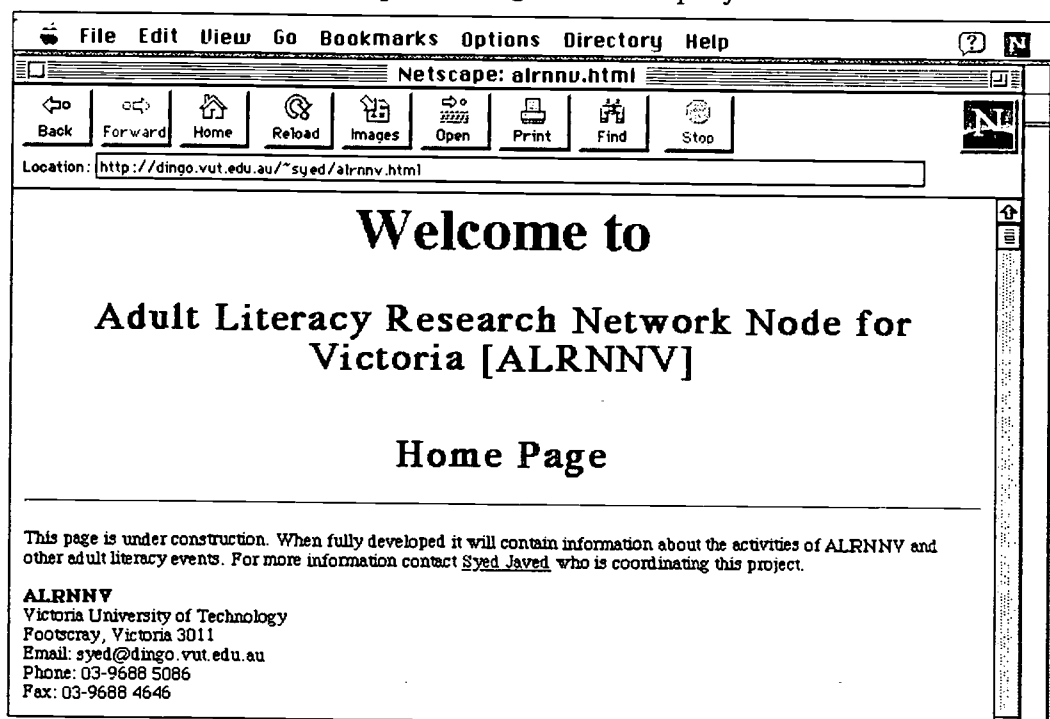 File Edit View Go Bookmarks Options Directory Help
Netscape: alrnnv.html
Back Forward Home Reload Images Open Print Find Stop
Location: http://dingo.vut.edu.au/~syed/alrnnv.html
Welcome to
Adult Literacy Research Network Node for
Victoria [ALRNNV]
Home Page
This page is under construction. When fully developed it will contain information about the activities of ALRNNV and
other adult literacy events. For more information contact Syed Javed who is coordinating this project.
ALRNNV
Victoria University of Technology
Footscray, Victoria 3011
Email: syed@dingo.vut.edu.au
Phone: 03-9688 5086
Fax: 03-9688 4646